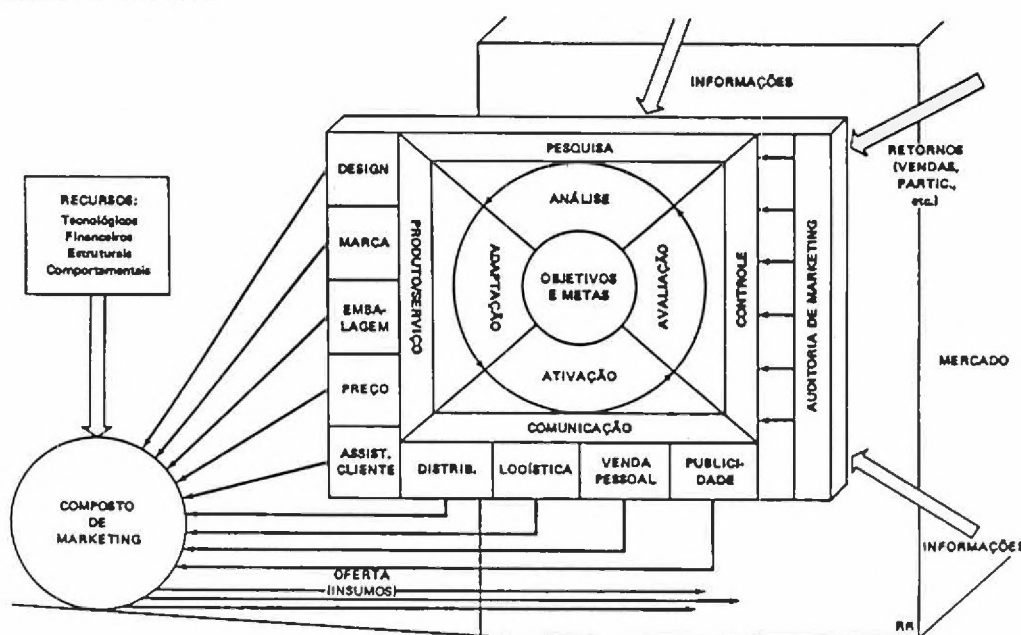 INFORMAÇÕES
RETORNOS
(VENDAS,
PARTIC.,
etc.)
RECURSOS:
Tecnológicos
Financeiros
Estruturais
Comportamentais
DESIGN
MARCA
EMBA-
LAGEM
PREÇO
ASSIST.
CLIENTE
PRODUTO/SERVIÇO
PESQUISA
ANÁLISE
ADAPTAÇÃO
OBJETIVOS
E METAS
AVALIAÇÃO
ATIVAÇÃO
COMUNICAÇÃO
CONTROLE
AUDITORIA DE MARKETING
MERCADO
DISTRIB.
LOGÍSTICA
VENDA
PESSOAL
PUBLICI-
DADE
COMPOSTO
DE
MARKETING
OFERTA
(INSUMOS)
INFORMAÇÕES
RR